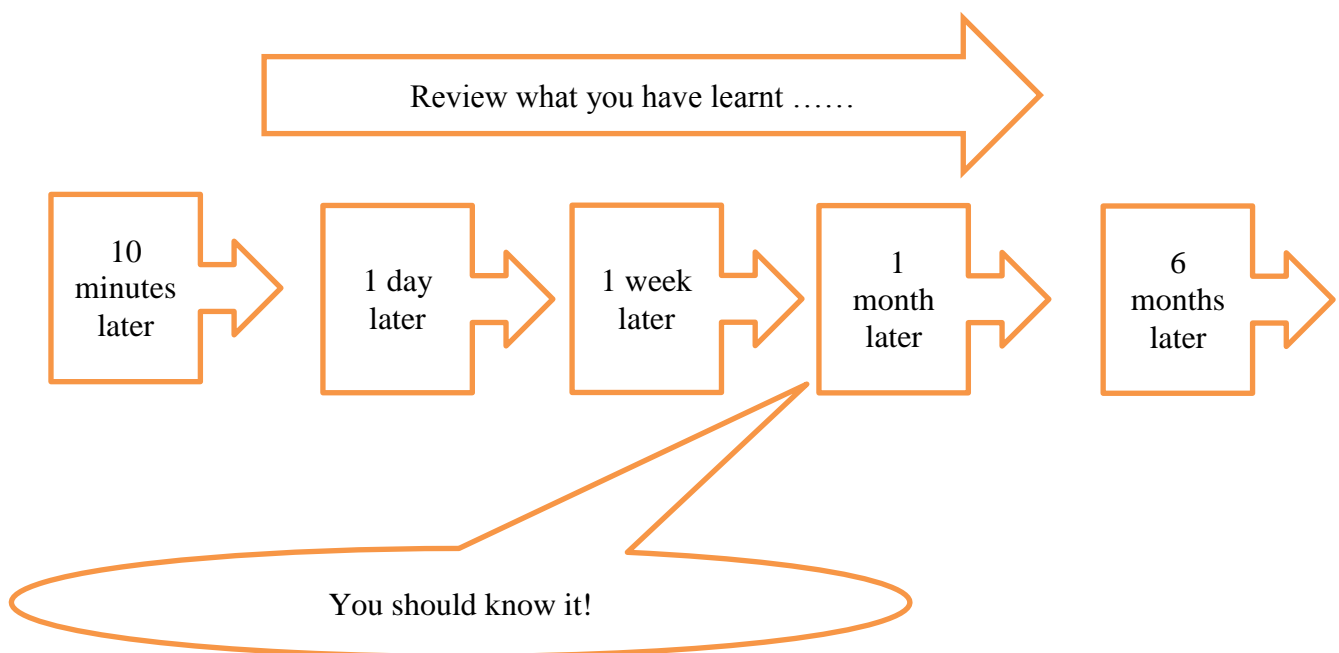 Review what you have learnt ……
10
minutes
later
1 day
later
1 week
later
1
month
later
6
months
later
You should know it!